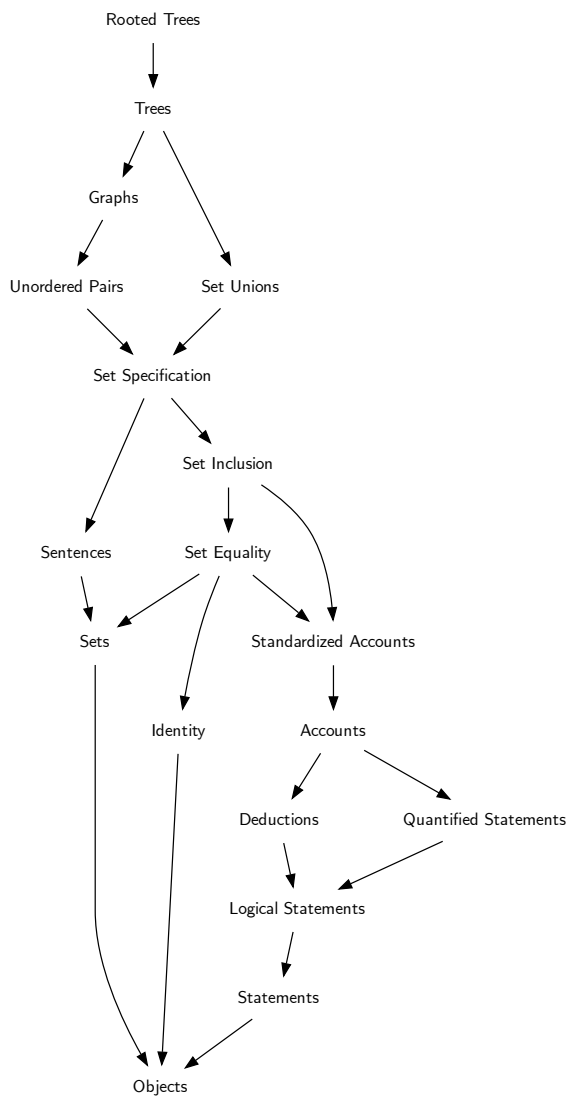 Rooted Trees
Trees
Graphs
Unordered Pairs
Set Unions
Set Specification
Set Inclusion
Sentences
Set Equality
Sets
Standardized Accounts
Identity
Accounts
Deductions
Quantified Statements
Logical Statements
Statements
Objects